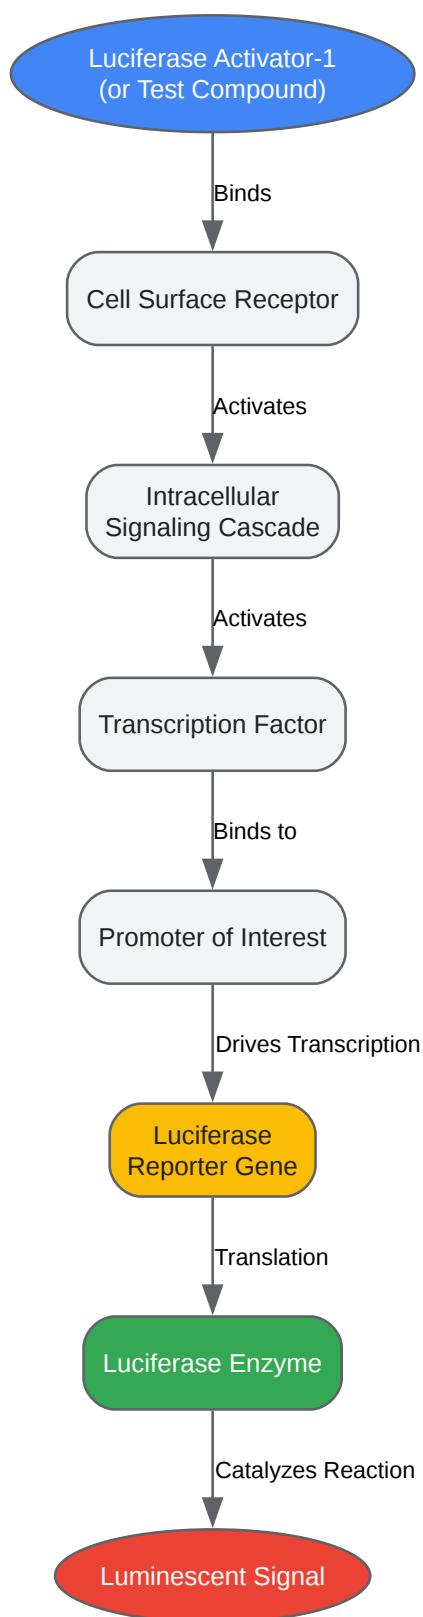 Luciferase Activator-1
(or Test Compound)
Binds
Cell Surface Receptor
Activates
Intracellular
Signaling Cascade
Activates
Transcription Factor
Binds to
Promoter of Interest
Drives Transcription
Luciferase
Reporter Gene
Translation
Luciferase Enzyme
Catalyzes Reaction
Luminescent Signal